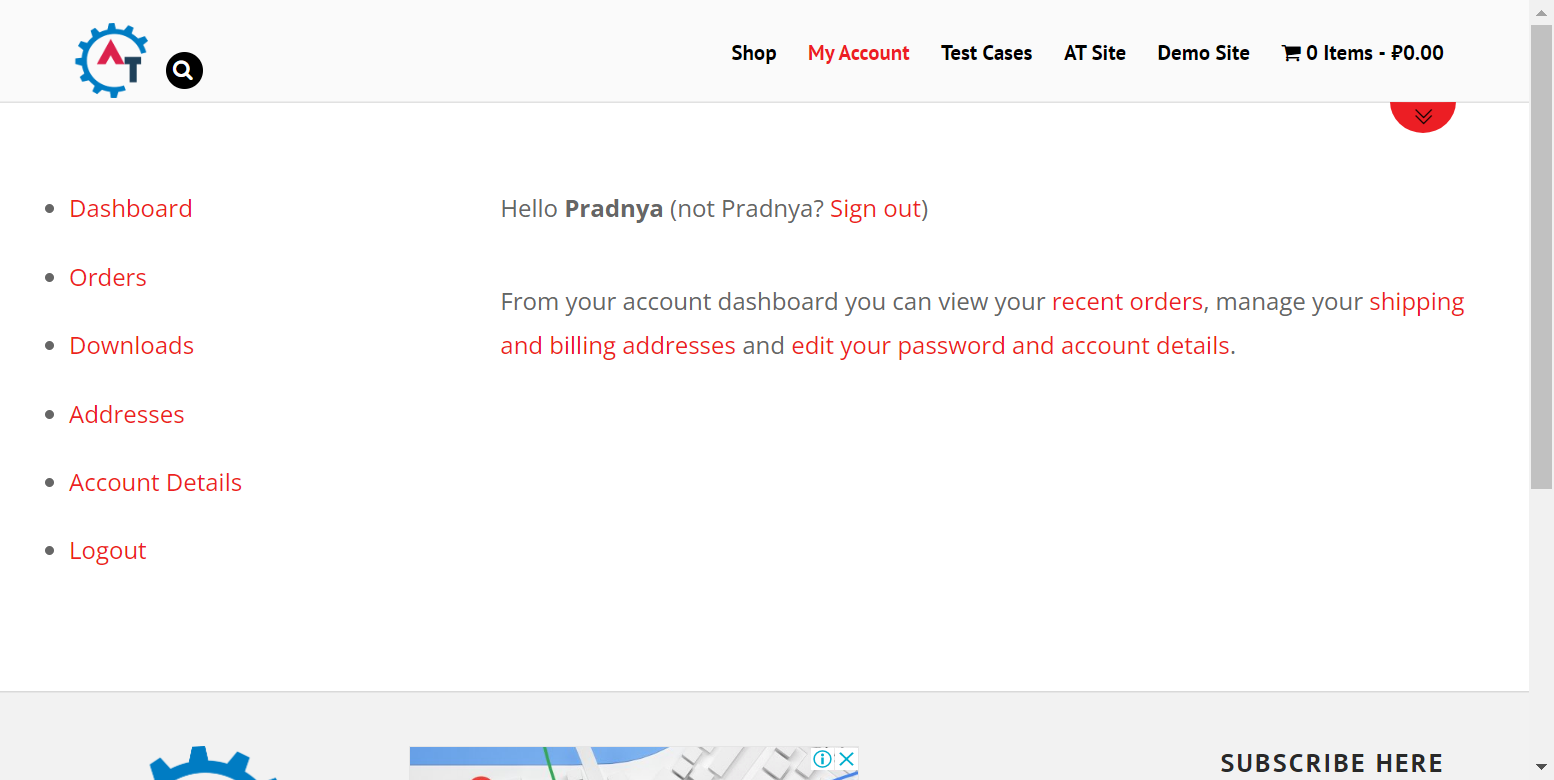 AT
Shop My Account Test Cases AT Site Demo Site 0 Items - ₽0.00
Dashboard
Orders
Downloads
Addresses
Account Details
Logout
Hello Pradnya (not Pradnya? Sign out)
From your account dashboard you can view your recent orders, manage your shipping
and billing addresses and edit your password and account details.
SUBSCRIBE HERE